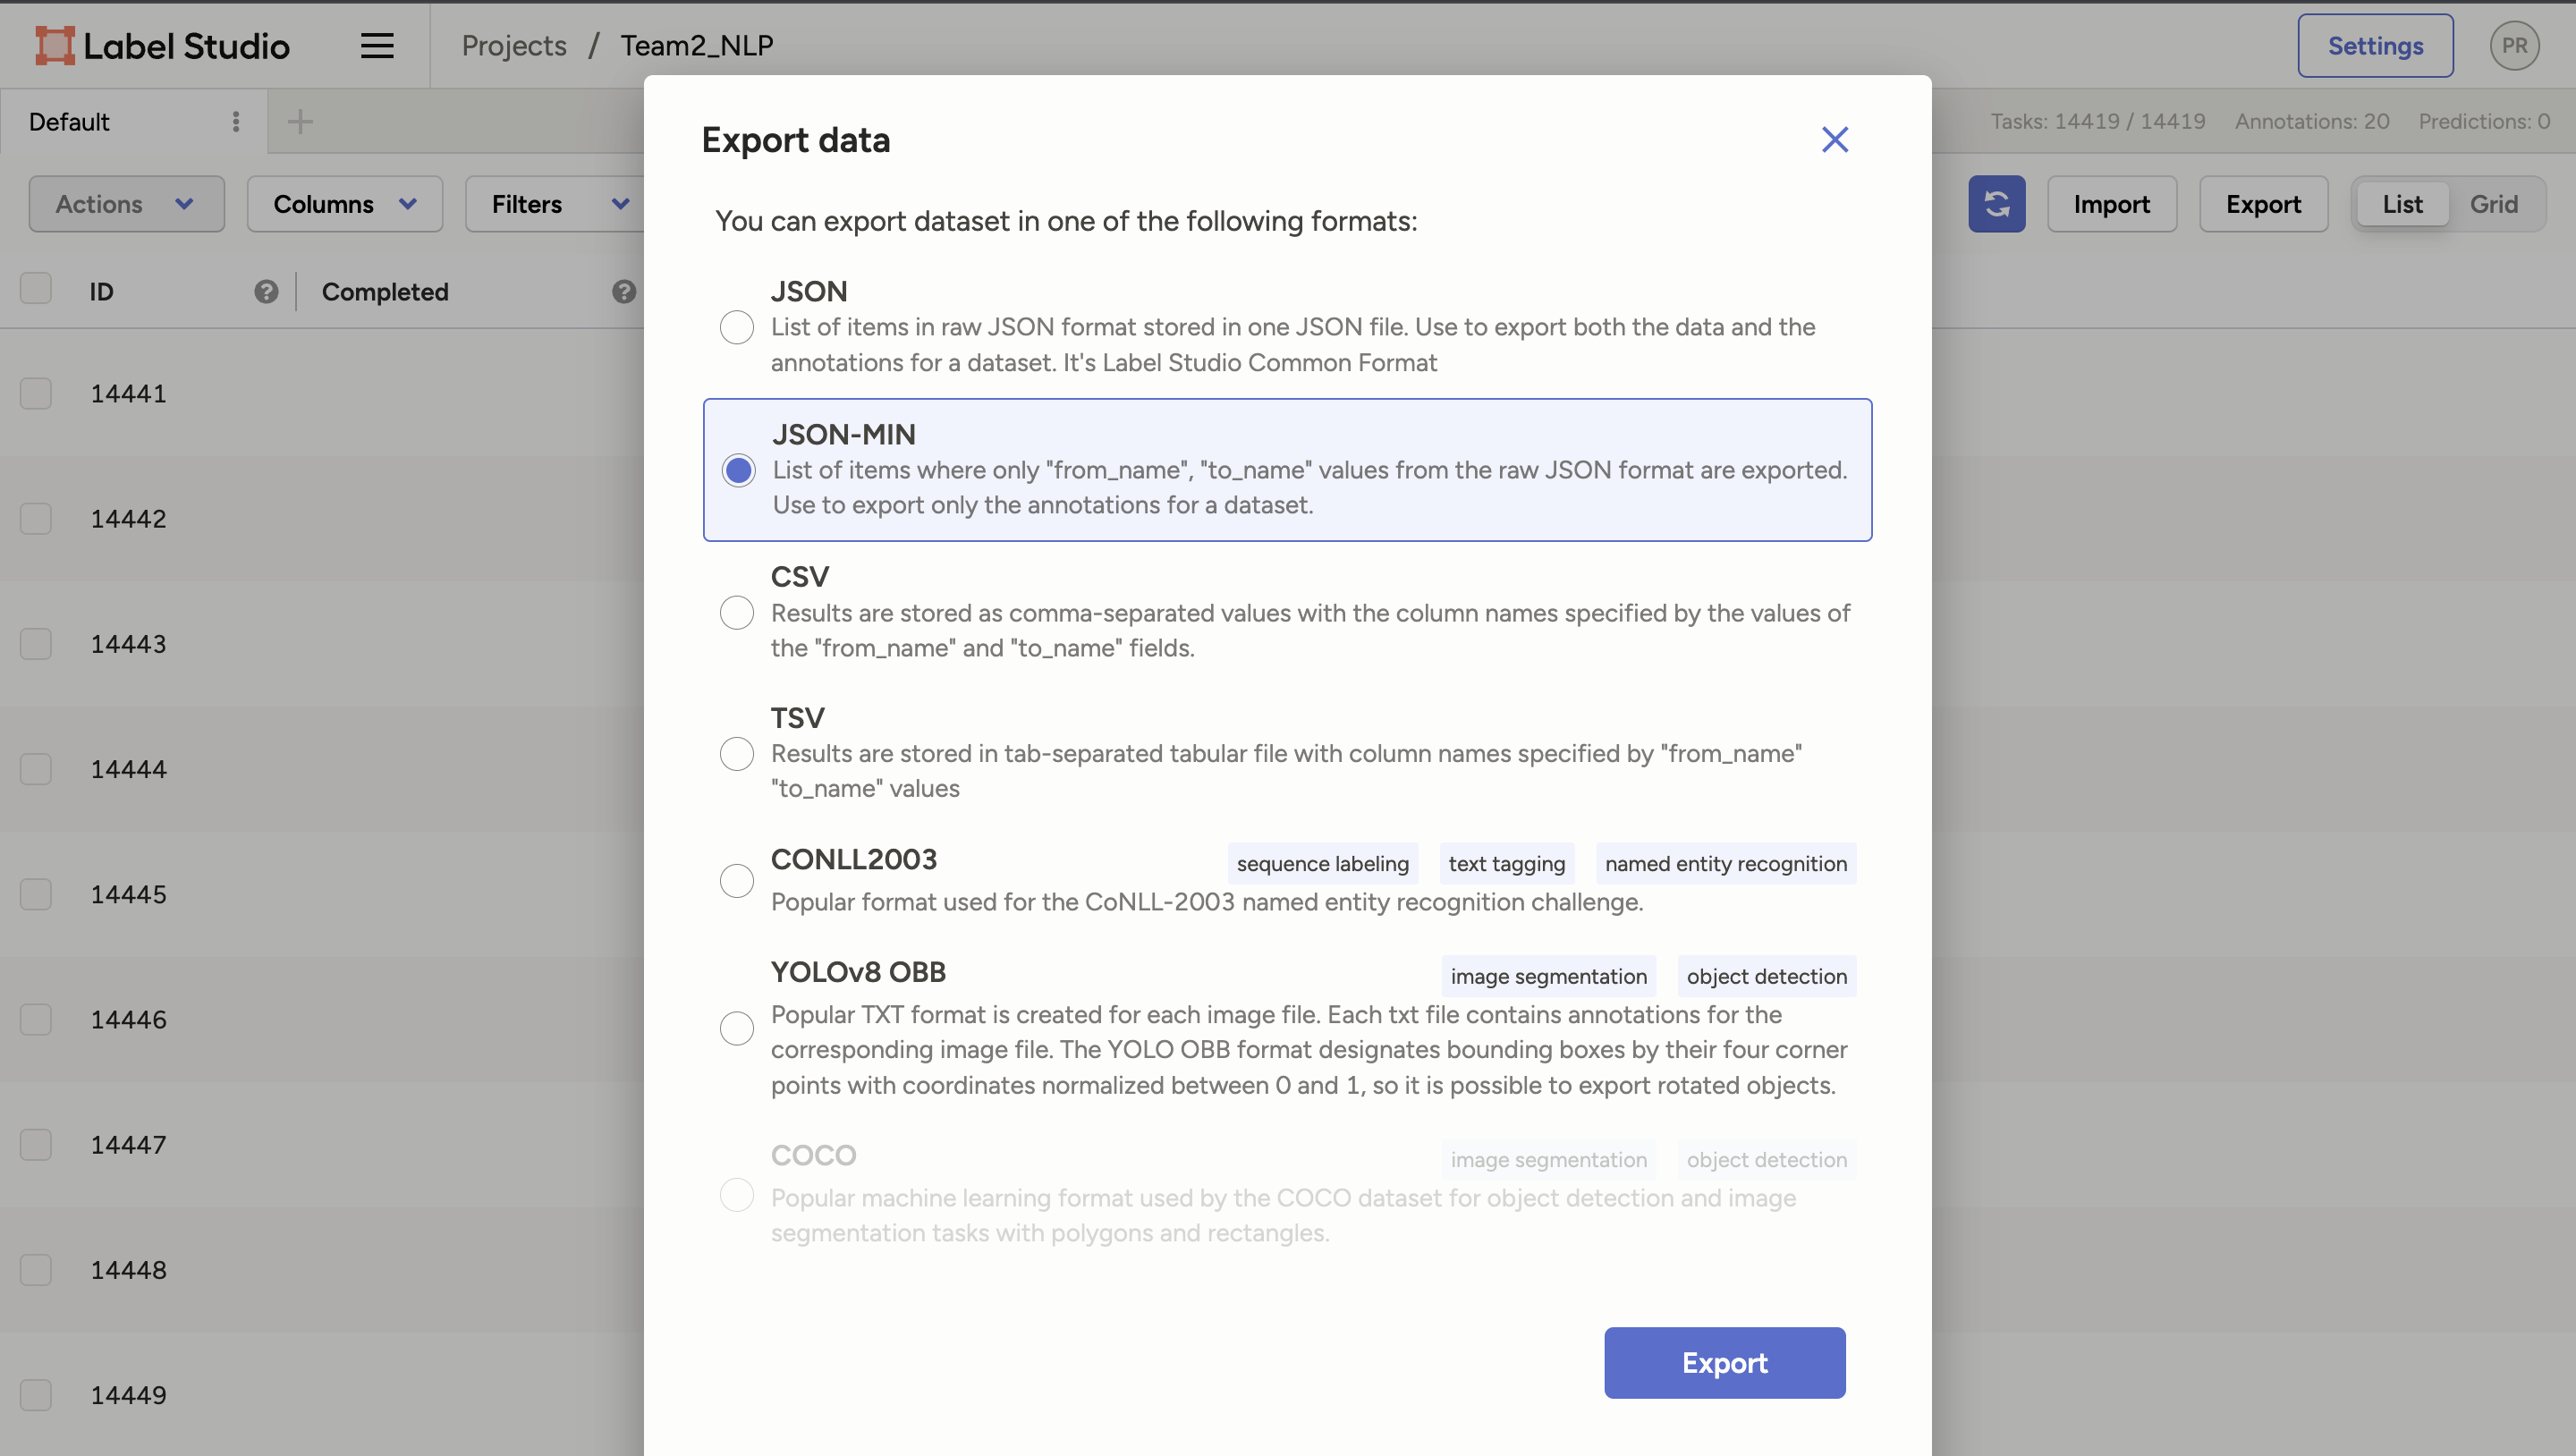 Label Studio
Projects / Team2_NLP
Settings
PR
Default
Tasks: 14419 / 14419 Annotations: 20 Predictions: 0
Actions
Columns
Filters
Import
Export
List
Grid
ID
Completed
14441
14442
14443
14444
14445
14446
14447
14448
14449
Export data
You can export dataset in one of the following formats:
JSON
List of items in raw JSON format stored in one JSON file. Use to export both the data and the
annotations for a dataset. It's Label Studio Common Format
JSON-MIN
List of items where only "from_name", "to_name" values from the raw JSON format are exported.
Use to export only the annotations for a dataset.
CSV
Results are stored as comma-separated values with the column names specified by the values of
the "from_name" and "to_name" fields.
TSV
Results are stored in tab-separated tabular file with column names specified by "from_name"
"to_name" values
CONLL2003 sequence labeling text tagging named entity recognition
Popular format used for the CoNLL-2003 named entity recognition challenge.
YOLOv8 OBB image segmentation object detection
Popular TXT format is created for each image file. Each txt file contains annotations for the
corresponding image file. The YOLO OBB format designates bounding boxes by their four corner
points with coordinates normalized between 0 and 1, so it is possible to export rotated objects.
COCO image segmentation object detection
Popular machine learning format used by the COCO dataset for object detection and image
segmentation tasks with polygons and rectangles.
Export